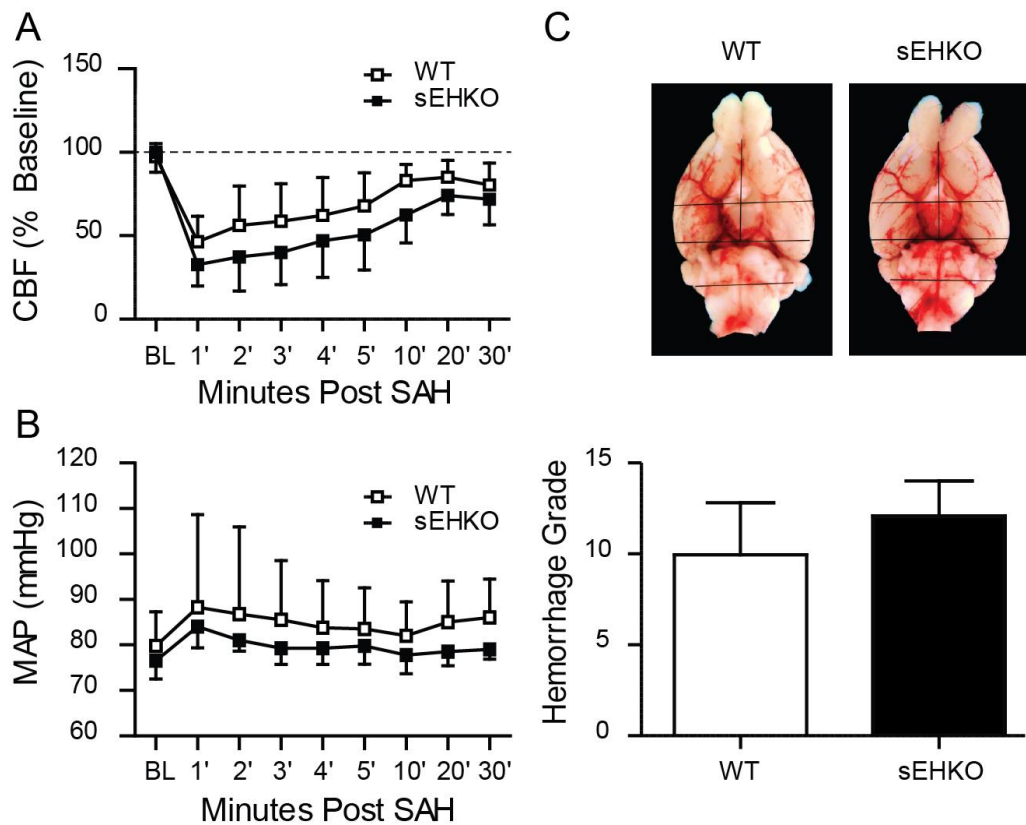 A
CBF (% Baseline)
150
100
50
0
WT
sEHKO
BL 1' 2' 3' 4' 5' 10' 20' 30'
Minutes Post SAH
B
MAP (mmHg)
120
110
100
90
80
70
60
WT
sEHKO
BL 1' 2' 3' 4' 5' 10' 20' 30'
Minutes Post SAH
C
WT sEHKO
Hemorrhage Grade
15
10
5
0
WT sEHKO